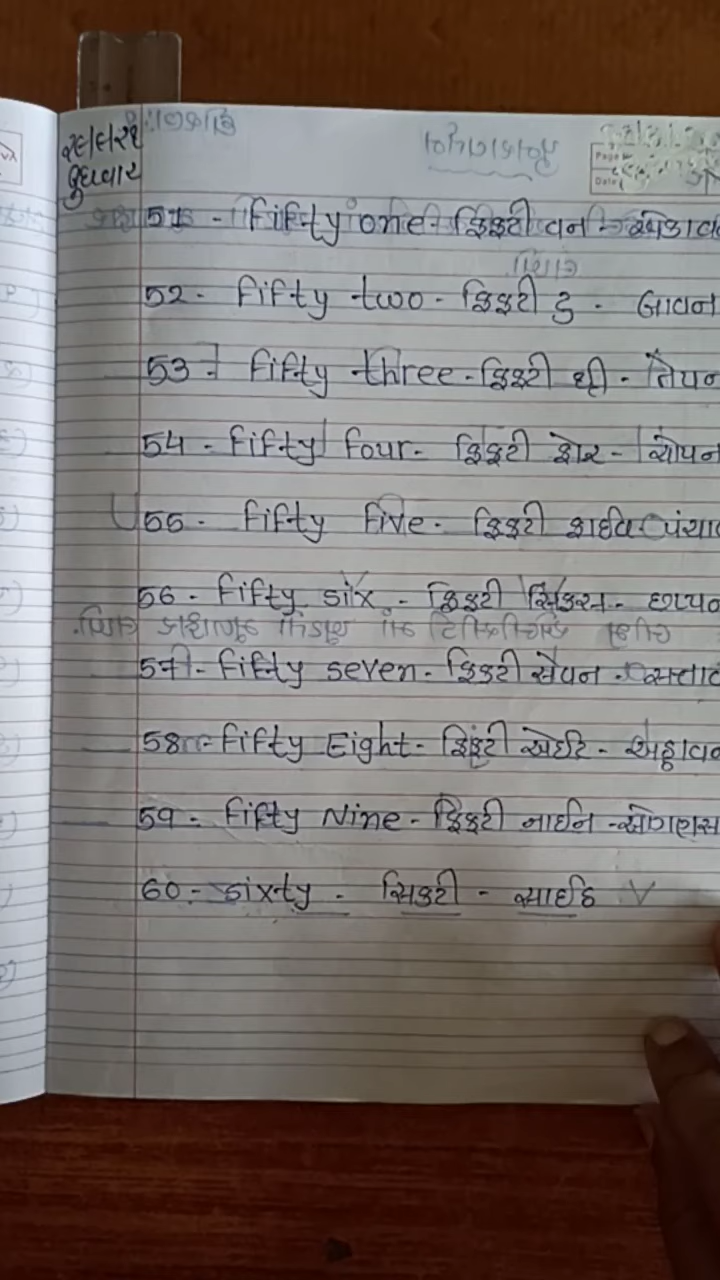 બુધવાર
51 - Fifty one - ફિફ્ટી વન -
52 - Fifty two - ફિફ્ટી ટુ - બાવન
53 - Fifty three - ફિફ્ટી થ્રી - તેપન
54 - Fifty four - ફિફ્ટી ફોર - ચોપન
55 - Fifty Five - ફિફ્ટી ફાઈવ -
56 - Fifty six - ફિફ્ટી સિક્સ - છપ્પન
57 - Fifty seven - ફિફ્ટી સેવન -
58 - Fifty Eight - ફિફ્ટી એઈટ -
59 - Fifty Nine - ફિફ્ટી નાઈન -
60 - sixty - સિક્ટી - સાઈઠ